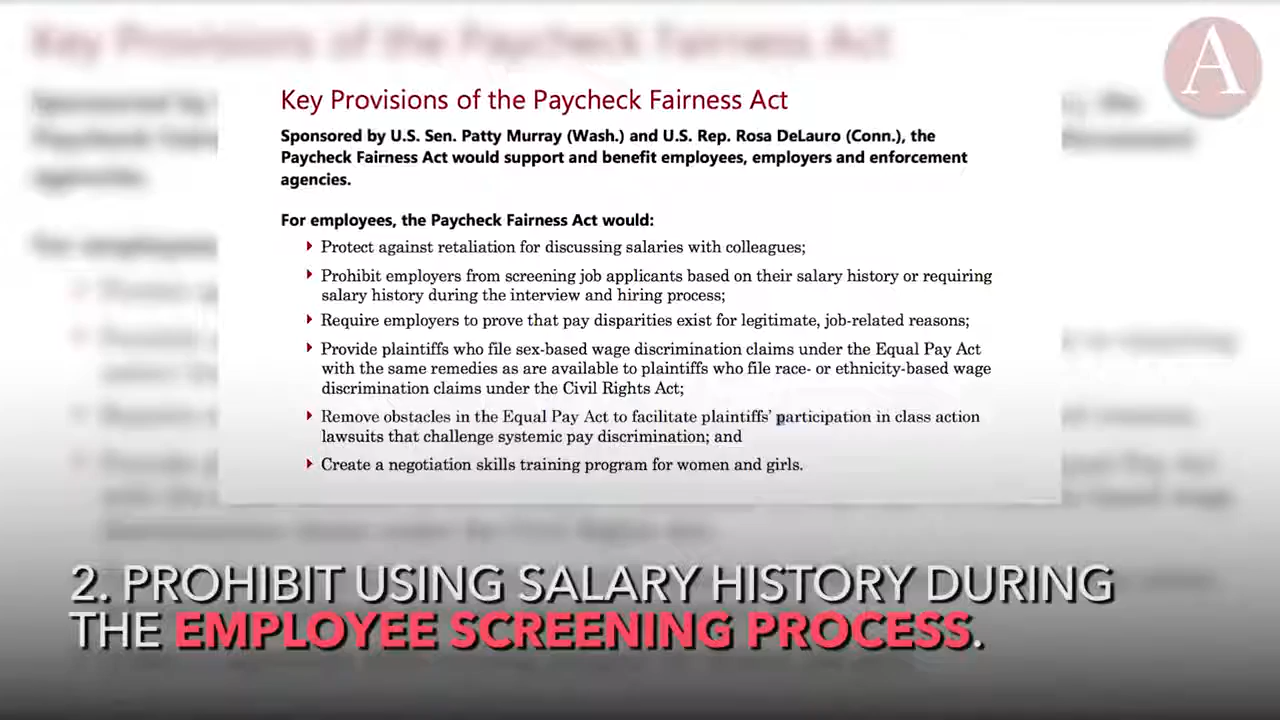 Key Provisions of the Paycheck Fairness Act
A
Key Provisions of the Paycheck Fairness Act
Sponsored by U.S. Sen. Patty Murray (Wash.) and U.S. Rep. Rosa DeLauro (Conn.), the
Paycheck Fairness Act would support and benefit employees, employers and enforcement
agencies.
For employees, the Paycheck Fairness Act would:
Protect against retaliation for discussing salaries with colleagues;
Prohibit employers from screening job applicants based on their salary history or requiring
salary history during the interview and hiring process;
Require employers to prove that pay disparities exist for legitimate, job-related reasons;
Provide plaintiffs who file sex-based wage discrimination claims under the Equal Pay Act
with the same remedies as are available to plaintiffs who file race- or ethnicity-based wage
discrimination claims under the Civil Rights Act;
Remove obstacles in the Equal Pay Act to facilitate plaintiffs' participation in class action
lawsuits that challenge systemic pay discrimination; and
Create a negotiation skills training program for women and girls.
2. PROHIBIT USING SALARY HISTORY DURING
THE EMPLOYEE SCREENING PROCESS.